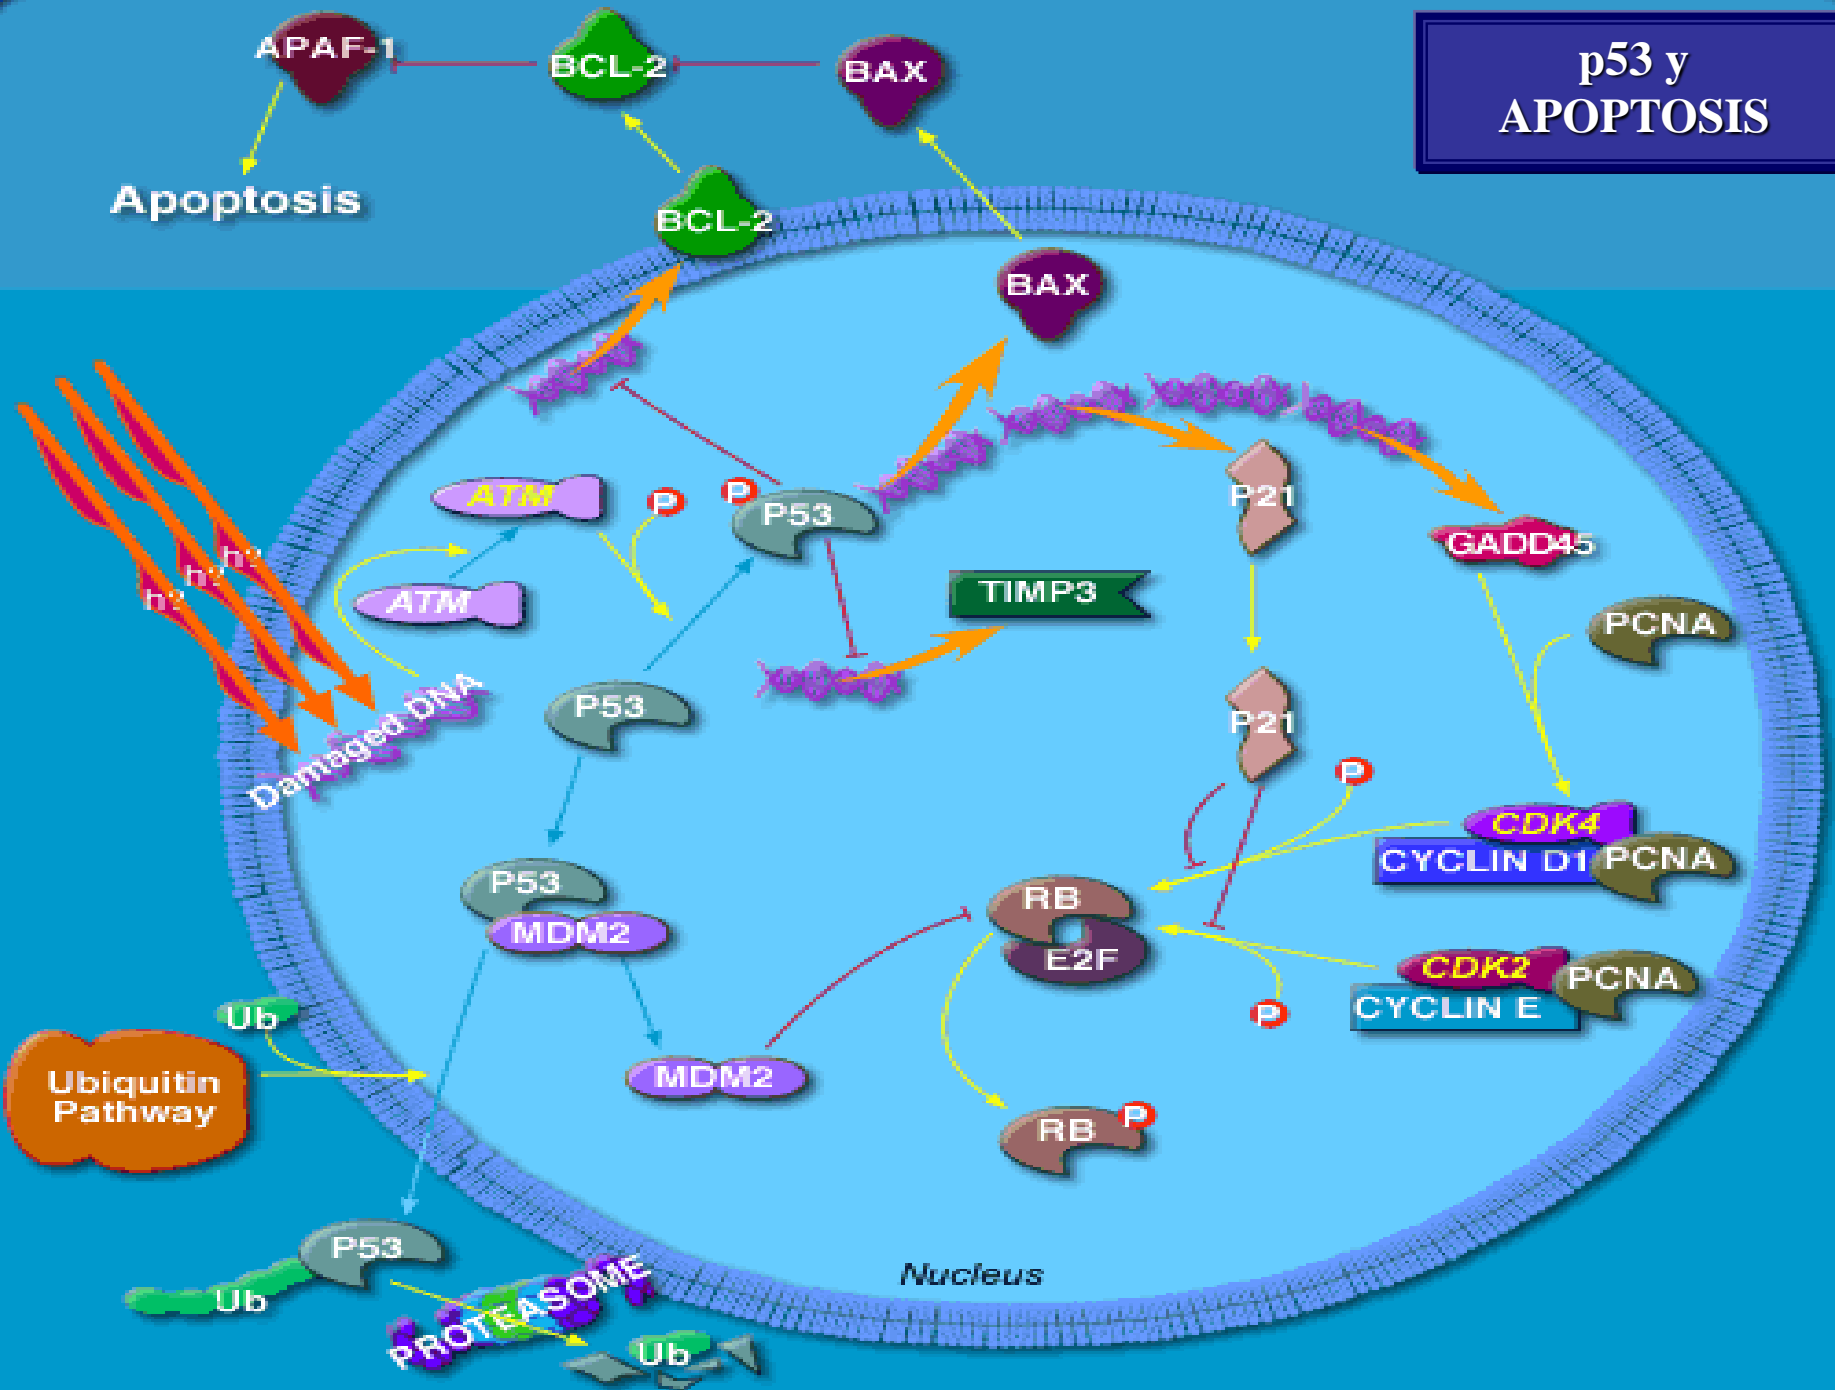 p53 y
APOPTOSIS
APAF-1
BCL-2
BAX
Apoptosis
BCL-2
BAX
ATM
P
P
P53
P21
GADD45
h?
h?
h?
ATM
TIMP3
PCNA
P53
P21
Damaged DNA
P
CDK4
CYCLIN D1
PCNA
P53
MDM2
RB
E2F
CDK2
PCNA
CYCLIN E
P
Ub
Ubiquitin
Pathway
MDM2
RB
P
P53
Ub
Nucleus
PROTEASOME
Ub